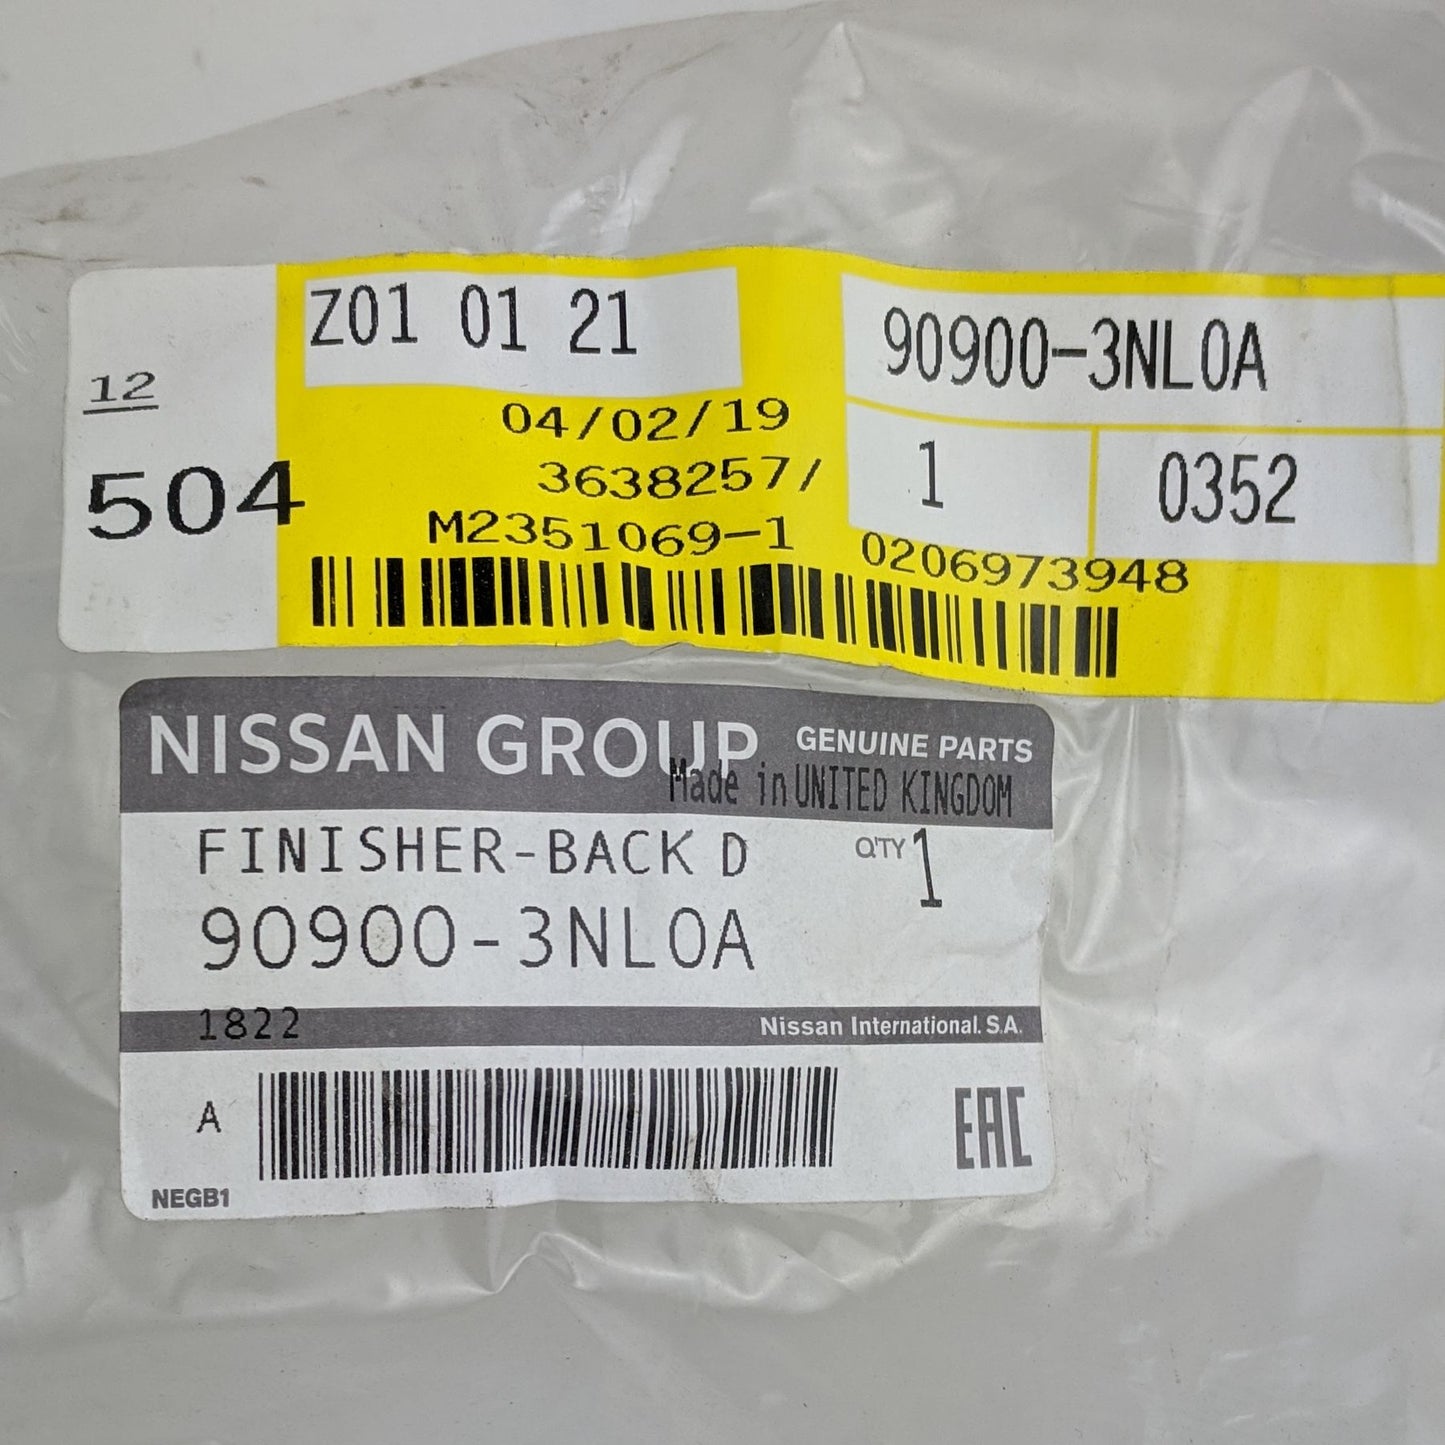 Z01 01 21
90900-3NL0A
12
04/02/19
1
0352
504
3638257/
M2351069-1
0206973948
NISSAN GROUP
GENUINE PARTS
Made in UNITED KINGDOM
FINISHER-BACK D
Q'TY 1
90900-3NL0A
1822
Nissan International. S.A.
A
EAC
NEGB1